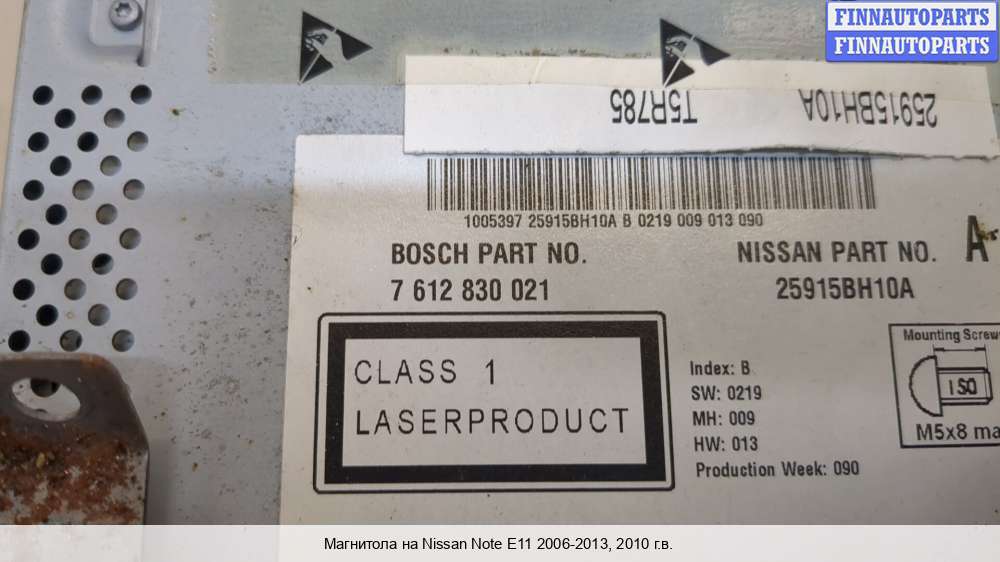 FINNAUTOPARTS
FINNAUTOPARTS
25915BH10A T5R785
1005397 25915BH10A B 0219 009 013 090
BOSCH PART NO.
7 612 830 021
NISSAN PART NO. A
25915BH10A
CLASS 1
LASERPRODUCT
Index: B
SW: 0219
MH: 009
HW: 013
Production Week: 090
Mounting Screw
ISO
M5x8 ma
Магнитола на Nissan Note E11 2006-2013, 2010 г.в.